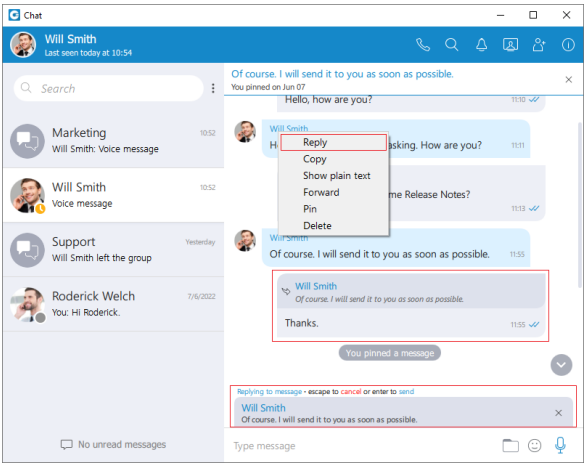 Chat
Will Smith
Last seen today at 10:54
Search
Marketing
10:52
Will Smith: Voice message
Will Smith
10:52
Voice message
Support
Yesterday
Will Smith left the group
Roderick Welch
7/6/2022
You: Hi Roderick.
No unread messages
Of course. I will send it to you as soon as possible.
You pinned on Jun 07
Hello, how are you?
11:10
Will Smith
H
asking. How are you?
11:11
Reply
Copy
Show plain text
Forward
Pin
Delete
me Release Notes?
11:13
Will Smith
Of course. I will send it to you as soon as possible.
11:55
Will Smith
Of course. I will send it to you as soon as possible.
Thanks.
11:55
You pinned a message
Replying to message - escape to cancel or enter to send
Will Smith
Of course. I will send it to you as soon as possible.
Type message